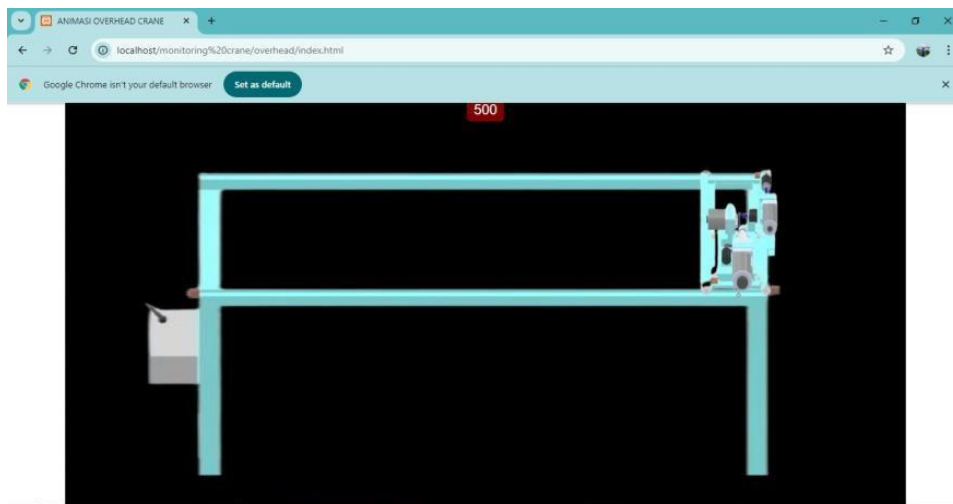 ANIMASI OVERHEAD CRANE
localhost/monitoring%20crane/overhead/index.html
Google Chrome isn't your default browser
Set as default
500